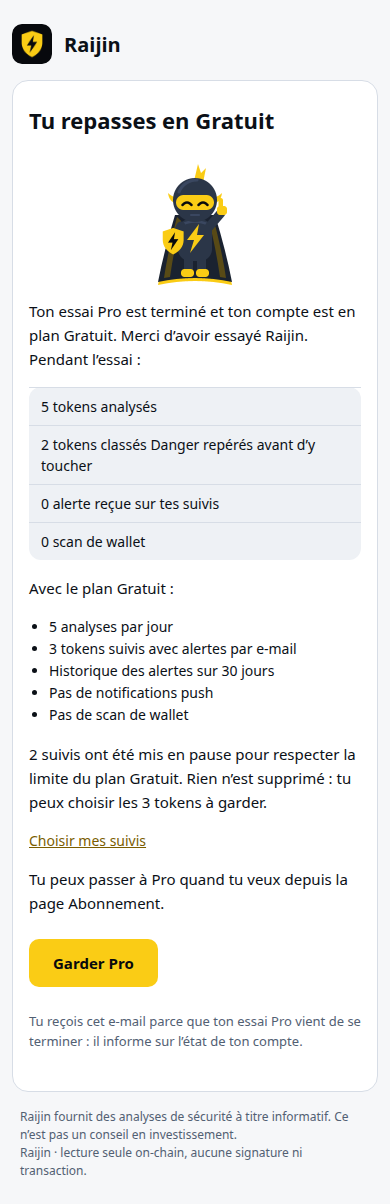 Raijin
Tu repasses en Gratuit
Ton essai Pro est terminé et ton compte est en
plan Gratuit. Merci d’avoir essayé Raijin.
Pendant l’essai :
5 tokens analysés
2 tokens classés Danger repérés avant d’y
toucher
0 alerte reçue sur tes suivis
0 scan de wallet
Avec le plan Gratuit :
• 5 analyses par jour
• 3 tokens suivis avec alertes par e-mail
• Historique des alertes sur 30 jours
• Pas de notifications push
• Pas de scan de wallet
2 suivis ont été mis en pause pour respecter la
limite du plan Gratuit. Rien n’est supprimé : tu
peux choisir les 3 tokens à garder.
Choisir mes suivis
Tu peux passer à Pro quand tu veux depuis la
page Abonnement.
Garder Pro
Tu reçois cet e-mail parce que ton essai Pro vient de se
terminer : il informe sur l’état de ton compte.
Raijin fournit des analyses de sécurité à titre informatif. Ce
n’est pas un conseil en investissement.
Raijin · lecture seule on-chain, aucune signature ni
transaction.